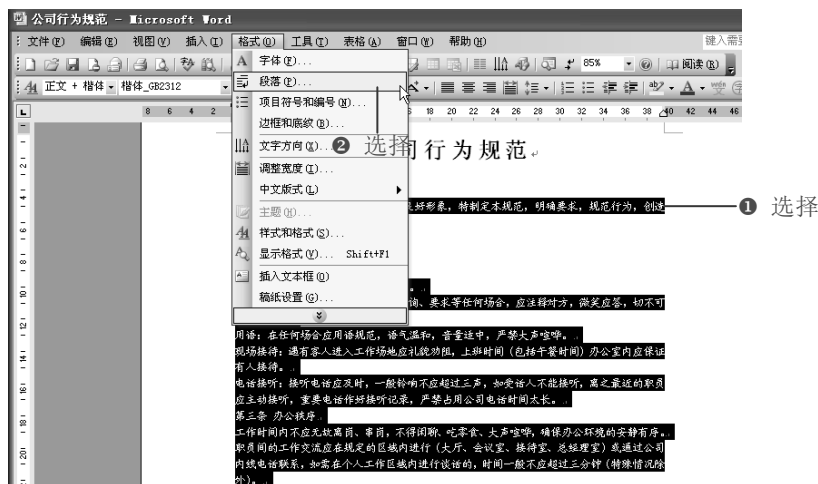 公司行为规范 - Microsoft Word
文件(F) 编辑(E) 视图(V) 插入(I) 格式(O) 工具(T) 表格(A) 窗口(W) 帮助(H) 键入需
85% 阅读(R)
正文 + 楷体 楷体_GB2312
A 字体(F)...
段落(P)...
项目符号和编号(N)...
边框和底纹(B)...
文字方向(X)... ❷ 选择
调整宽度(I)...
中文版式(L)
主题(H)...
样式和格式(S)...
显示格式(V)... Shift+F1
插入文本框(O)
稿纸设置(G)...
8 6 4 2 18 20 22 24 26 28 30 32 34 36 38 40 42 44 46
司行为规范
良好形象，特制定本规范，明确要求，规范行为，创造 ❶ 选择
询、要求等任何场合，应注释对方，微笑应答，切不可
用语：在任何场合应用语规范，语气温和，音量适中，严禁大声喧哗。
现场接待：遇有客人进入工作场地应礼貌劝阻，上班时间（包括午餐时间）办公室内应保证
有人接待。
电话接听：接听电话应及时，一般铃响不应超过三声，如受话人不能接听，离之最近的职员
应主动接听，重要电话作好接听记录，严禁占用公司电话时间太长。
第三条 办公秩序
工作时间内不应无故离岗、串岗，不得闲聊、吃零食、大声喧哗，确保办公环境的安静有序。
职员间的工作交流应在规定的区域内进行（大厅、会议室、接待室、总经理室）或通过公司
内线电话联系，如需在个人工作区域内进行谈话的，时间一般不应超过三分钟（特殊情况除
外）。